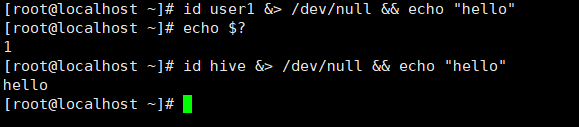 [root@localhost ~]# id user1 &> /dev/null && echo "hello"
[root@localhost ~]# echo $?
1
[root@localhost ~]# id hive &> /dev/null && echo "hello"
hello
[root@localhost ~]#